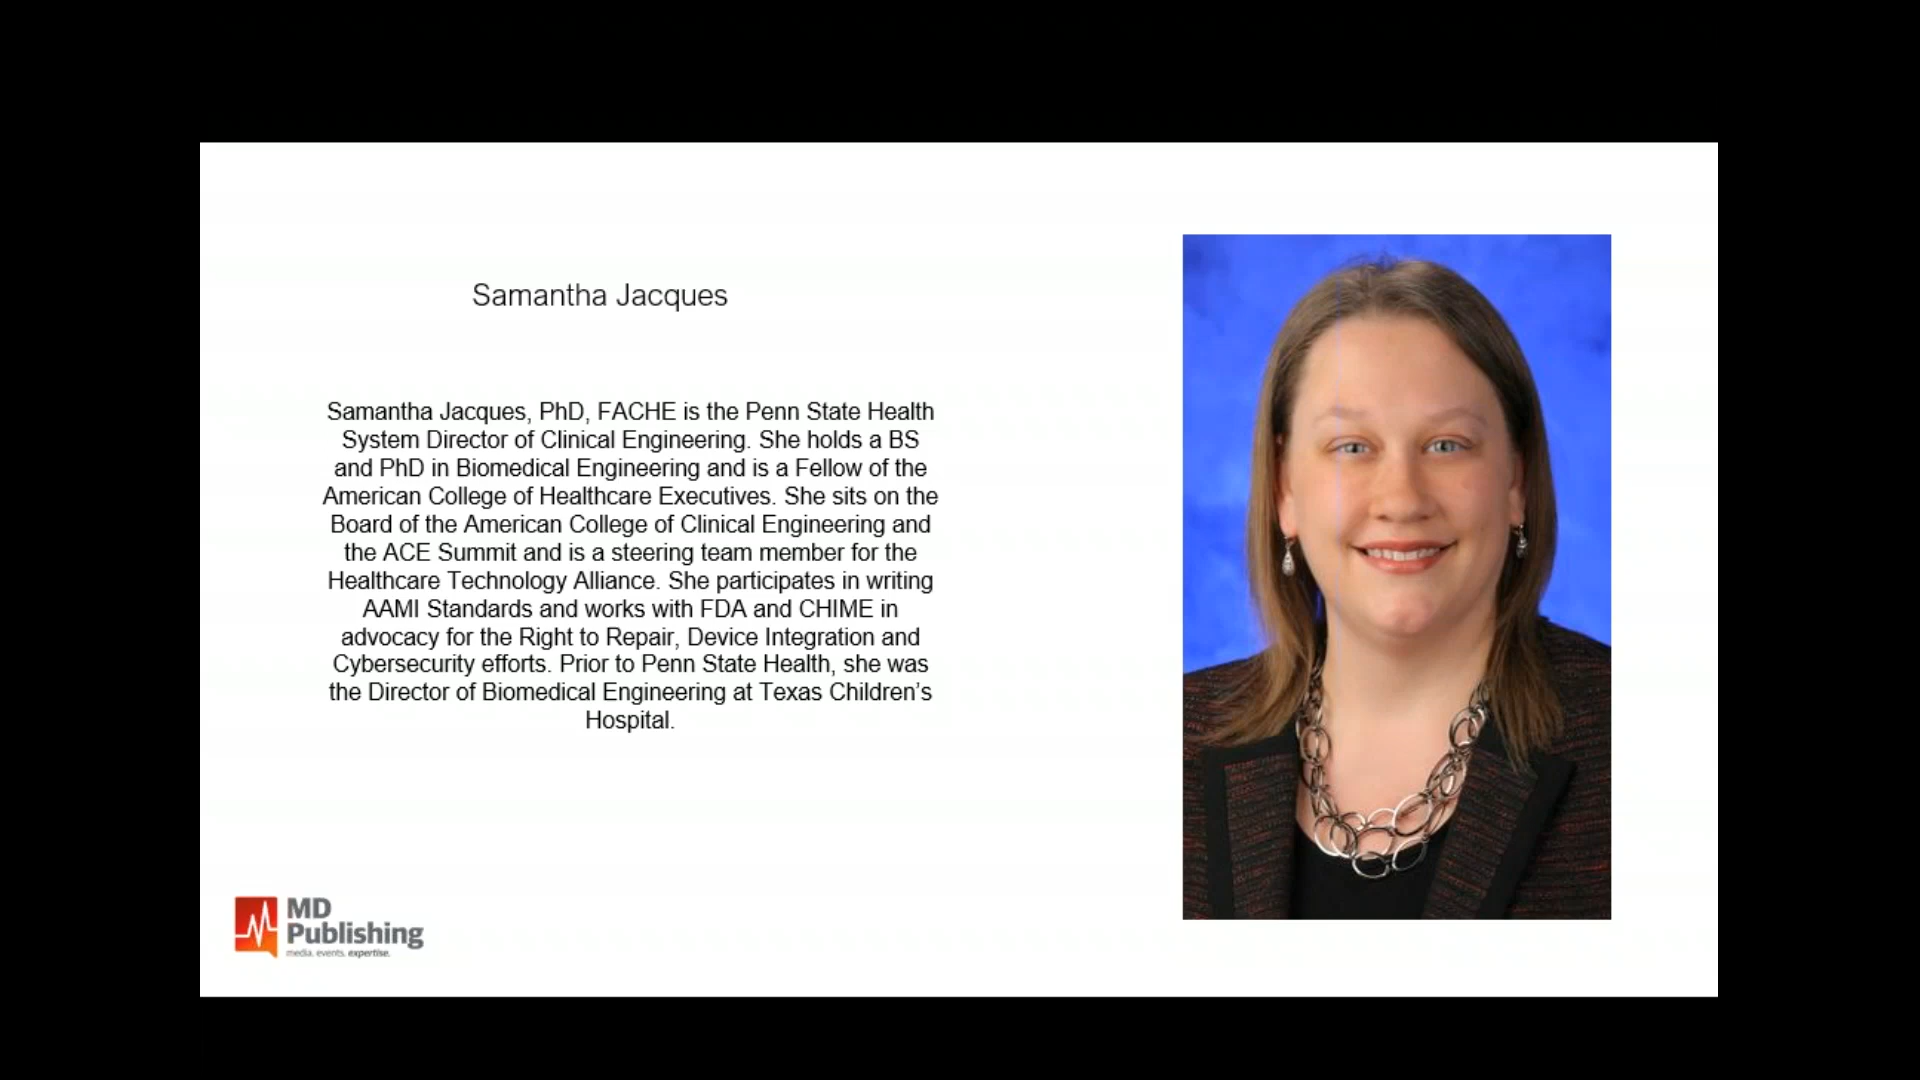 Samantha Jacques
Samantha Jacques, PhD, FACHE is the Penn State Health
System Director of Clinical Engineering. She holds a BS
and PhD in Biomedical Engineering and is a Fellow of the
American College of Healthcare Executives. She sits on the
Board of the American College of Clinical Engineering and
the ACE Summit and is a steering team member for the
Healthcare Technology Alliance. She participates in writing
AAMI Standards and works with FDA and CHIME in
advocacy for the Right to Repair, Device Integration and
Cybersecurity efforts. Prior to Penn State Health, she was
the Director of Biomedical Engineering at Texas Children’s
Hospital.
MD
Publishing
media. events. expertise.